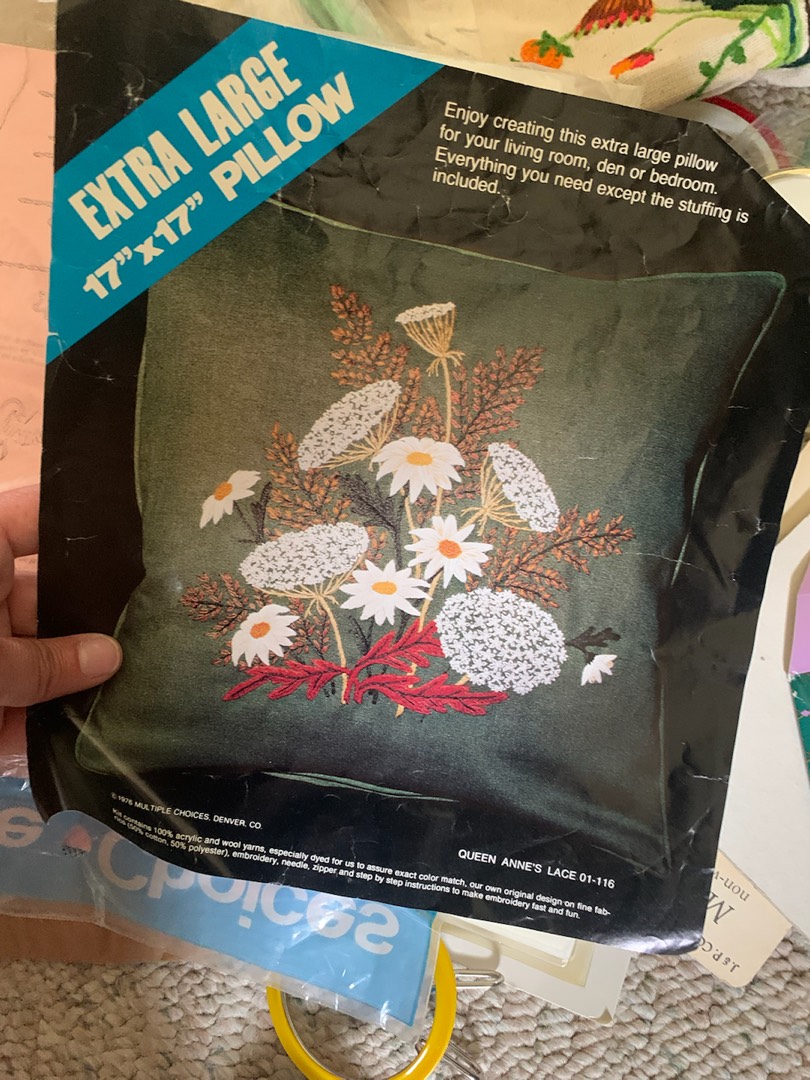 EXTRA LARGE
17"x17" PILLOW
Enjoy creating this extra large pillow
for your living room, den or bedroom.
Everything you need except the stuffing is
included.
© 1976 MULTIPLE CHOICES, DENVER, CO.
Kit contains 100% acrylic and wool yarns, especially dyed for us to assure exact color match, our own original design on fine fab-
rics (50% cotton, 50% polyester), embroidery, needle, zipper and step by step instructions to make embroidery fast and fun.
QUEEN ANNE'S LACE 01-116
Choices
J.&P. CO
non-w